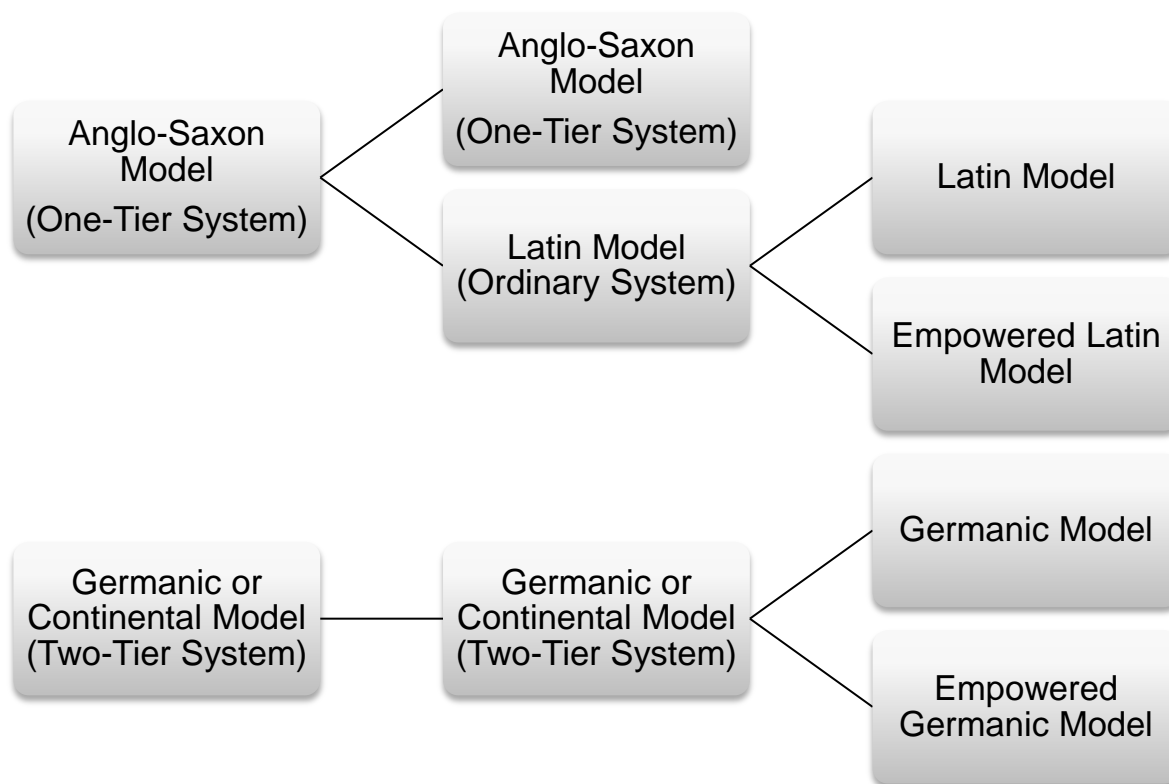 Anglo-Saxon
Model
(One-Tier System)
Anglo-Saxon
Model
(One-Tier System)
Latin Model
(Ordinary System)
Latin Model
Empowered Latin
Model
Germanic or
Continental Model
(Two-Tier System)
Germanic or
Continental Model
(Two-Tier System)
Germanic Model
Empowered
Germanic Model